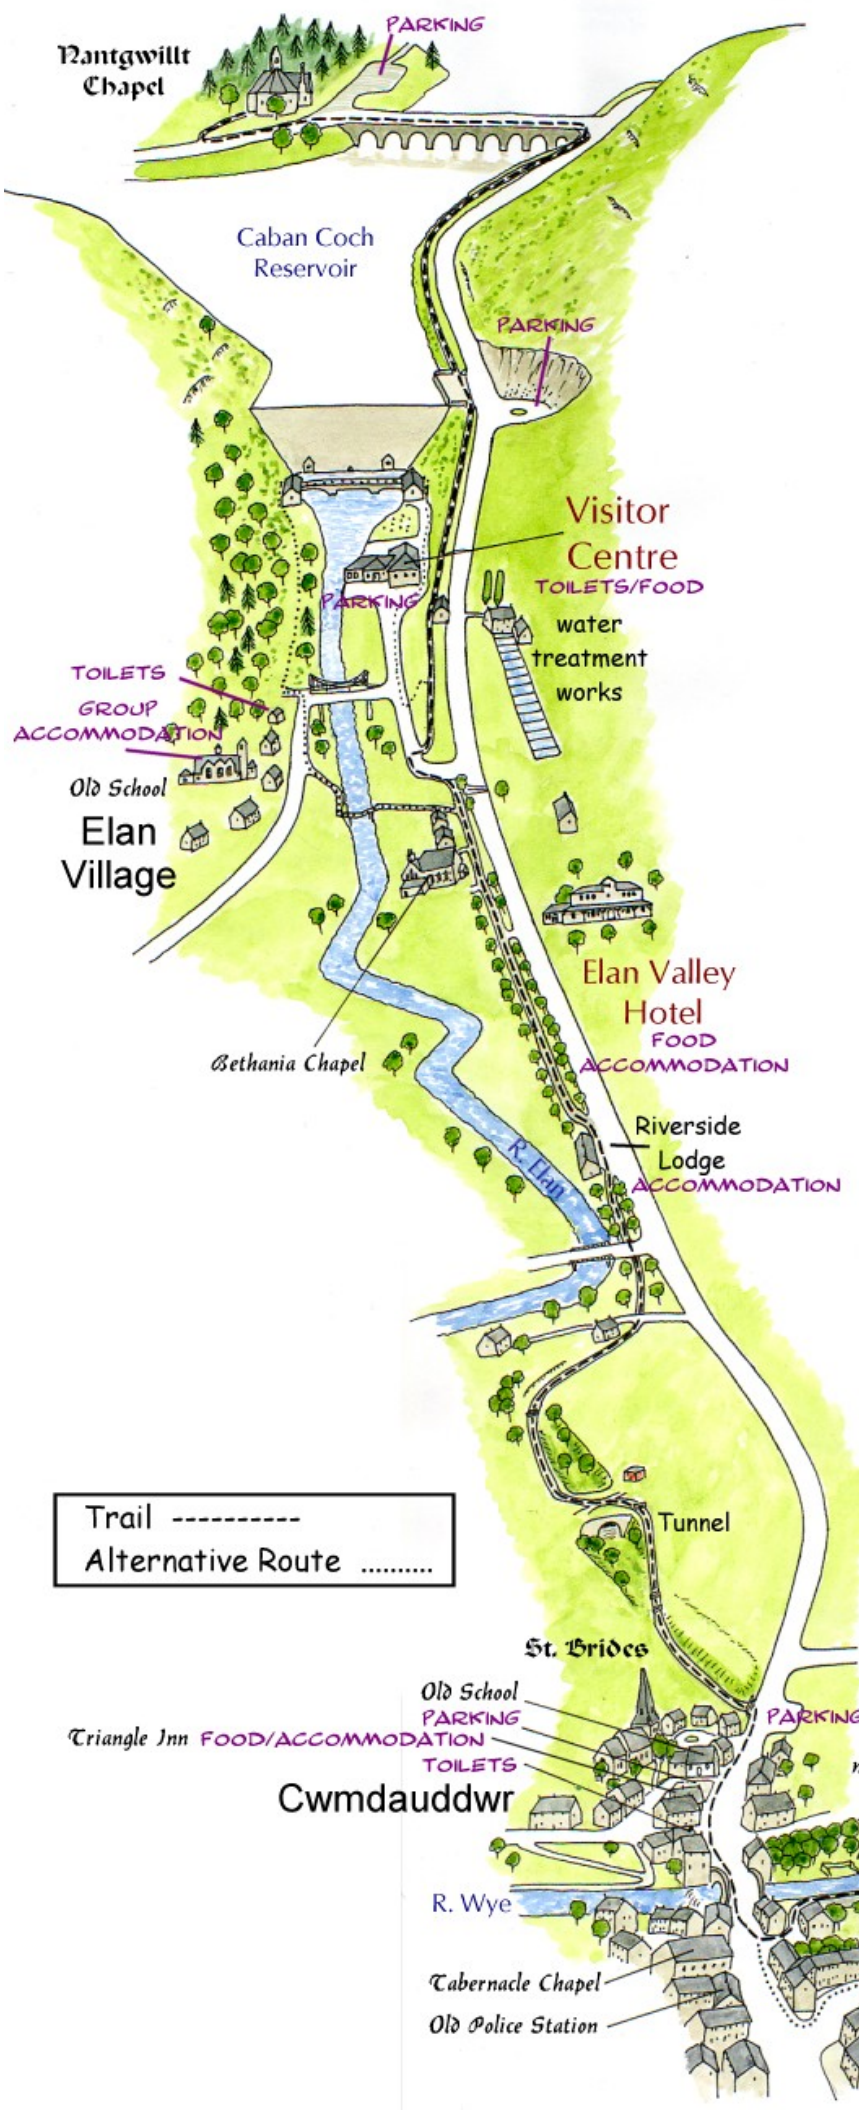 PARKING
Nantgwillt
Chapel
Caban Coch
Reservoir
PARKING
Visitor
Centre
TOILETS/FOOD
PARKING
water
treatment
works
TOILETS
GROUP
ACCOMMODATION
Old School
Elan
Village
Elan Valley
Hotel
FOOD
ACCOMMODATION
Bethania Chapel
Riverside
Lodge
ACCOMMODATION
R. Elan
Trail ----------
Alternative Route ..........
Tunnel
St. Brides
Old School
PARKING
PARKING
Triangle Inn FOOD/ACCOMMODATION
TOILETS
Cwmdauddwr
R. Wye
Tabernacle Chapel
Old Police Station